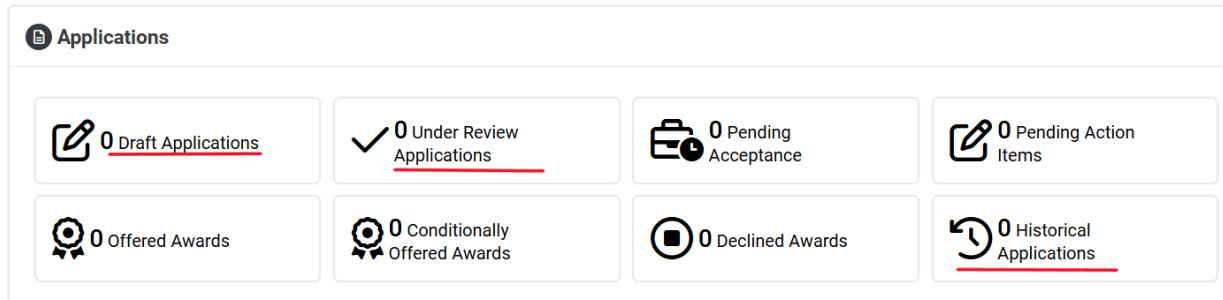 Applications
0 Draft Applications
0 Under Review
Applications
0 Pending
Acceptance
0 Pending Action
Items
0 Offered Awards
0 Conditionally
Offered Awards
0 Declined Awards
0 Historical
Applications